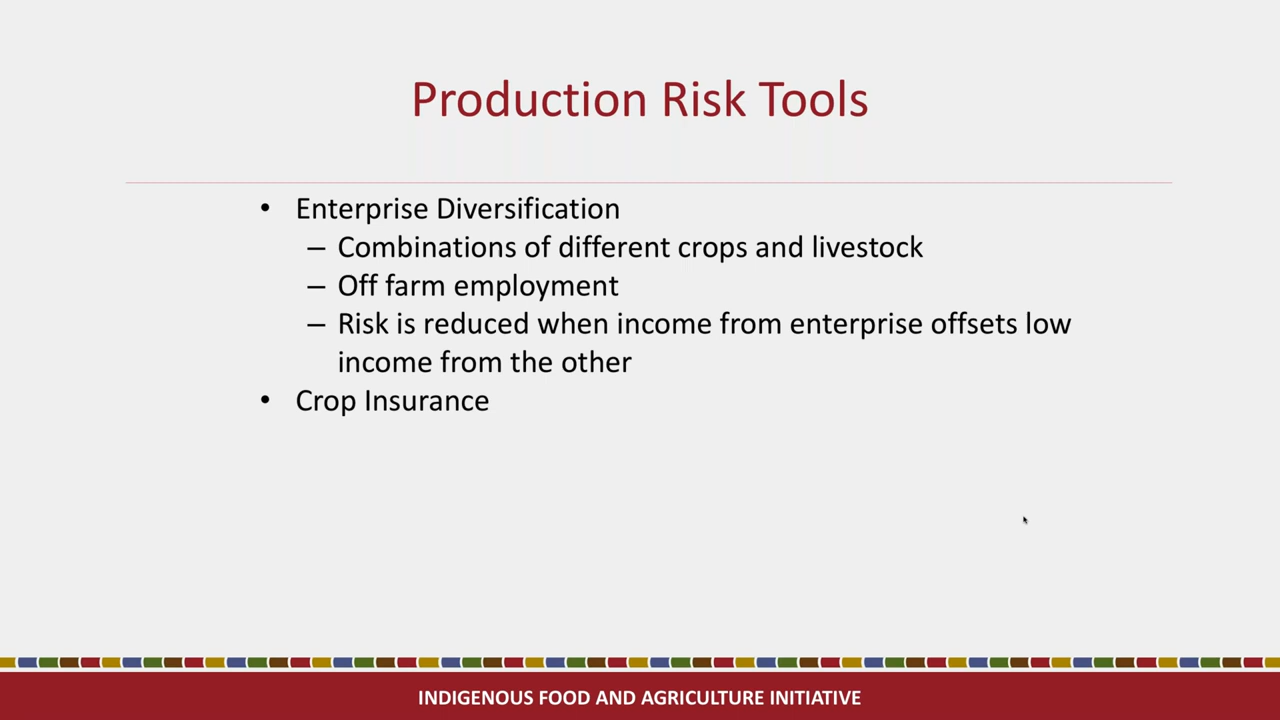 Production Risk Tools
• Enterprise Diversification
– Combinations of different crops and livestock
– Off farm employment
– Risk is reduced when income from enterprise offsets low
income from the other
• Crop Insurance
INDIGENOUS FOOD AND AGRICULTURE INITIATIVE